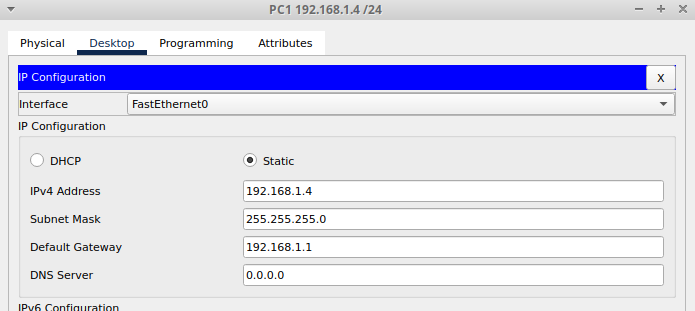 PC1 192.168.1.4 /24
Physical Desktop Programming Attributes
IP Configuration X
Interface FastEthernet0
IP Configuration
DHCP Static
IPv4 Address 192.168.1.4
Subnet Mask 255.255.255.0
Default Gateway 192.168.1.1
DNS Server 0.0.0.0
IPv6 Configuration